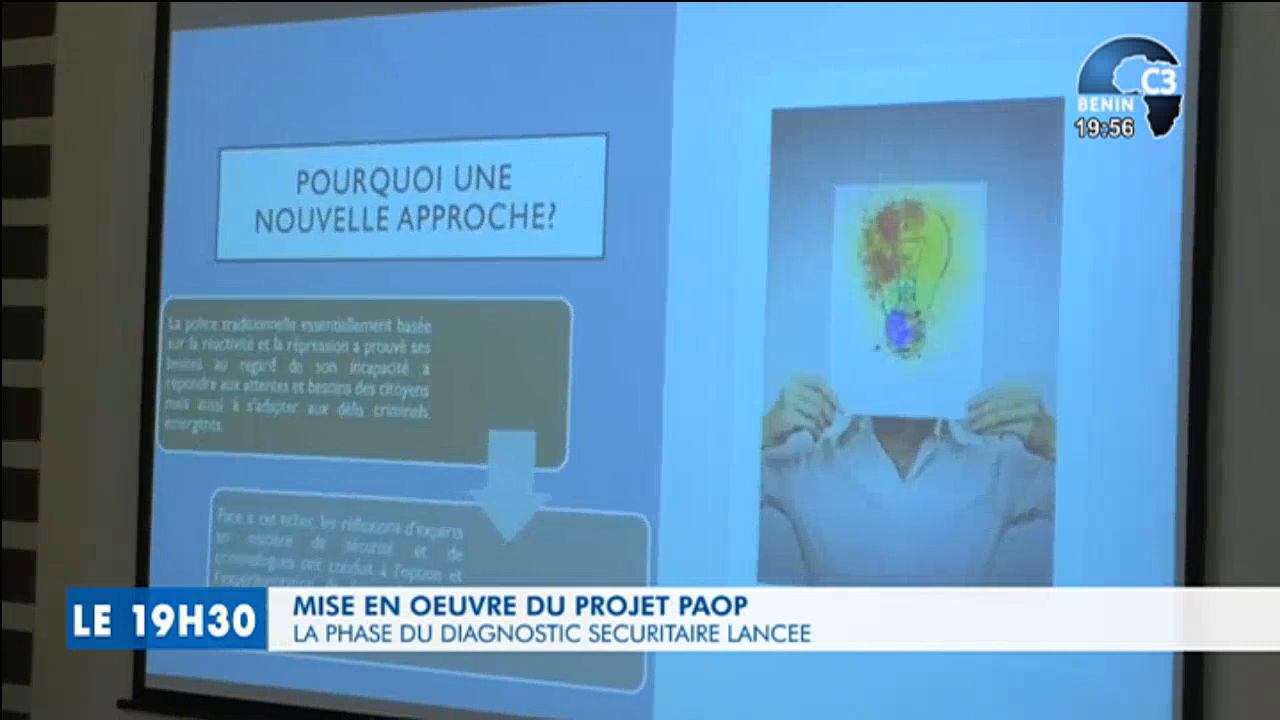 C3
BENIN
19:56
POURQUOI UNE
NOUVELLE APPROCHE?
La police traditionnelle essentiellement basée
sur la réactivité et la répression a prouvé ses
limites au regard de son incapacité à
répondre aux attentes et besoins des citoyens
mais aussi à s'adapter aux défis criminels
émergents.
Face à cet échec, les réflexions d'experts
en matière de sécurité et de
criminologues ont conduit à l'option et
l'expérimentation
LE 19H30
MISE EN OEUVRE DU PROJET PAOP
LA PHASE DU DIAGNOSTIC SECURITAIRE LANCEE